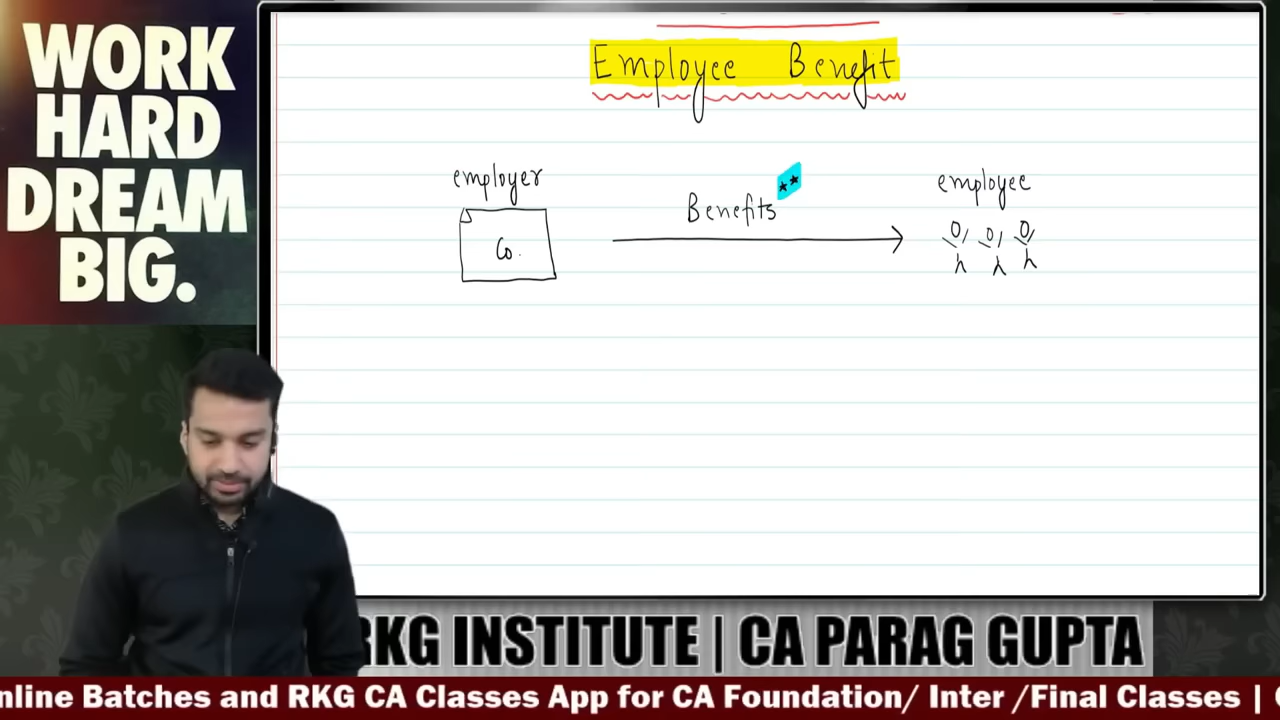 WORK
HARD
DREAM
BIG.
Employee Benefit
employer
Benefits
employee
Co.
RKG INSTITUTE | CA PARAG GUPTA
nline Batches and RKG CA Classes App for CA Foundation/ Inter /Final Classes |